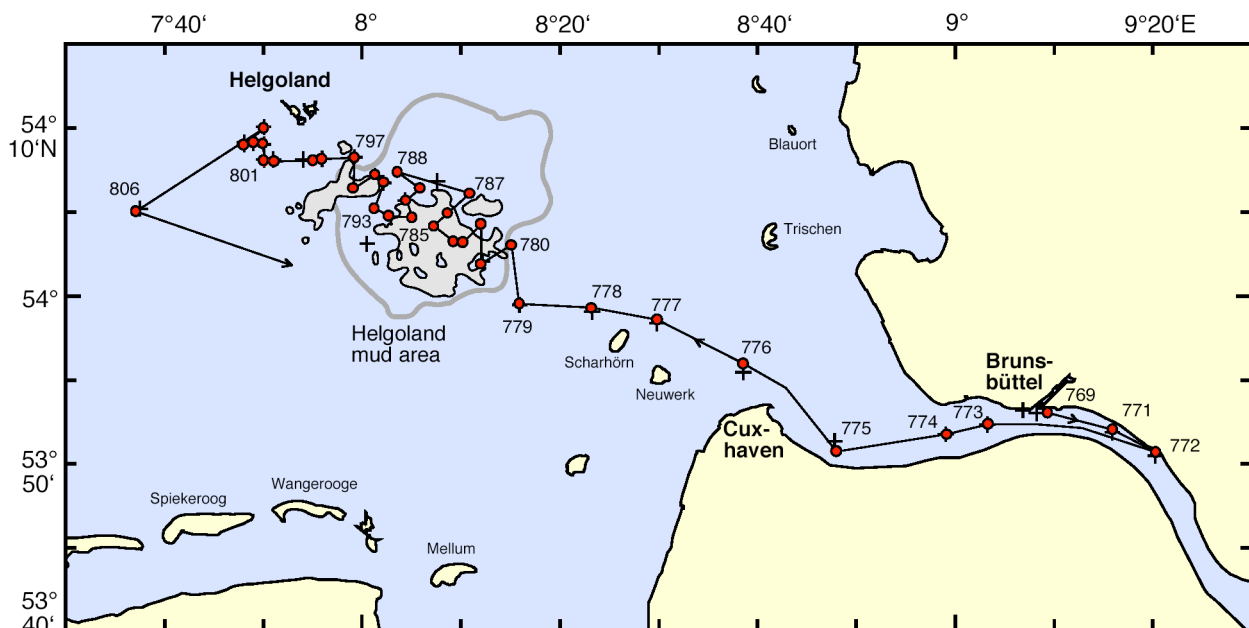 7°40‘
8°
8°20‘
8°40‘
9°
9°20‘E
Helgoland
54°
10‘N
797
788
Blauort
801
806
787
793
785
780
Trischen
54°
779
778
777
Helgoland
mud area
Scharhörn
776
Neuwerk
Bruns-
büttel
769
771
773
774
775
772
Cux-
haven
53°
50‘
Spiekeroog
Wangerooge
Mellum
53°
40‘